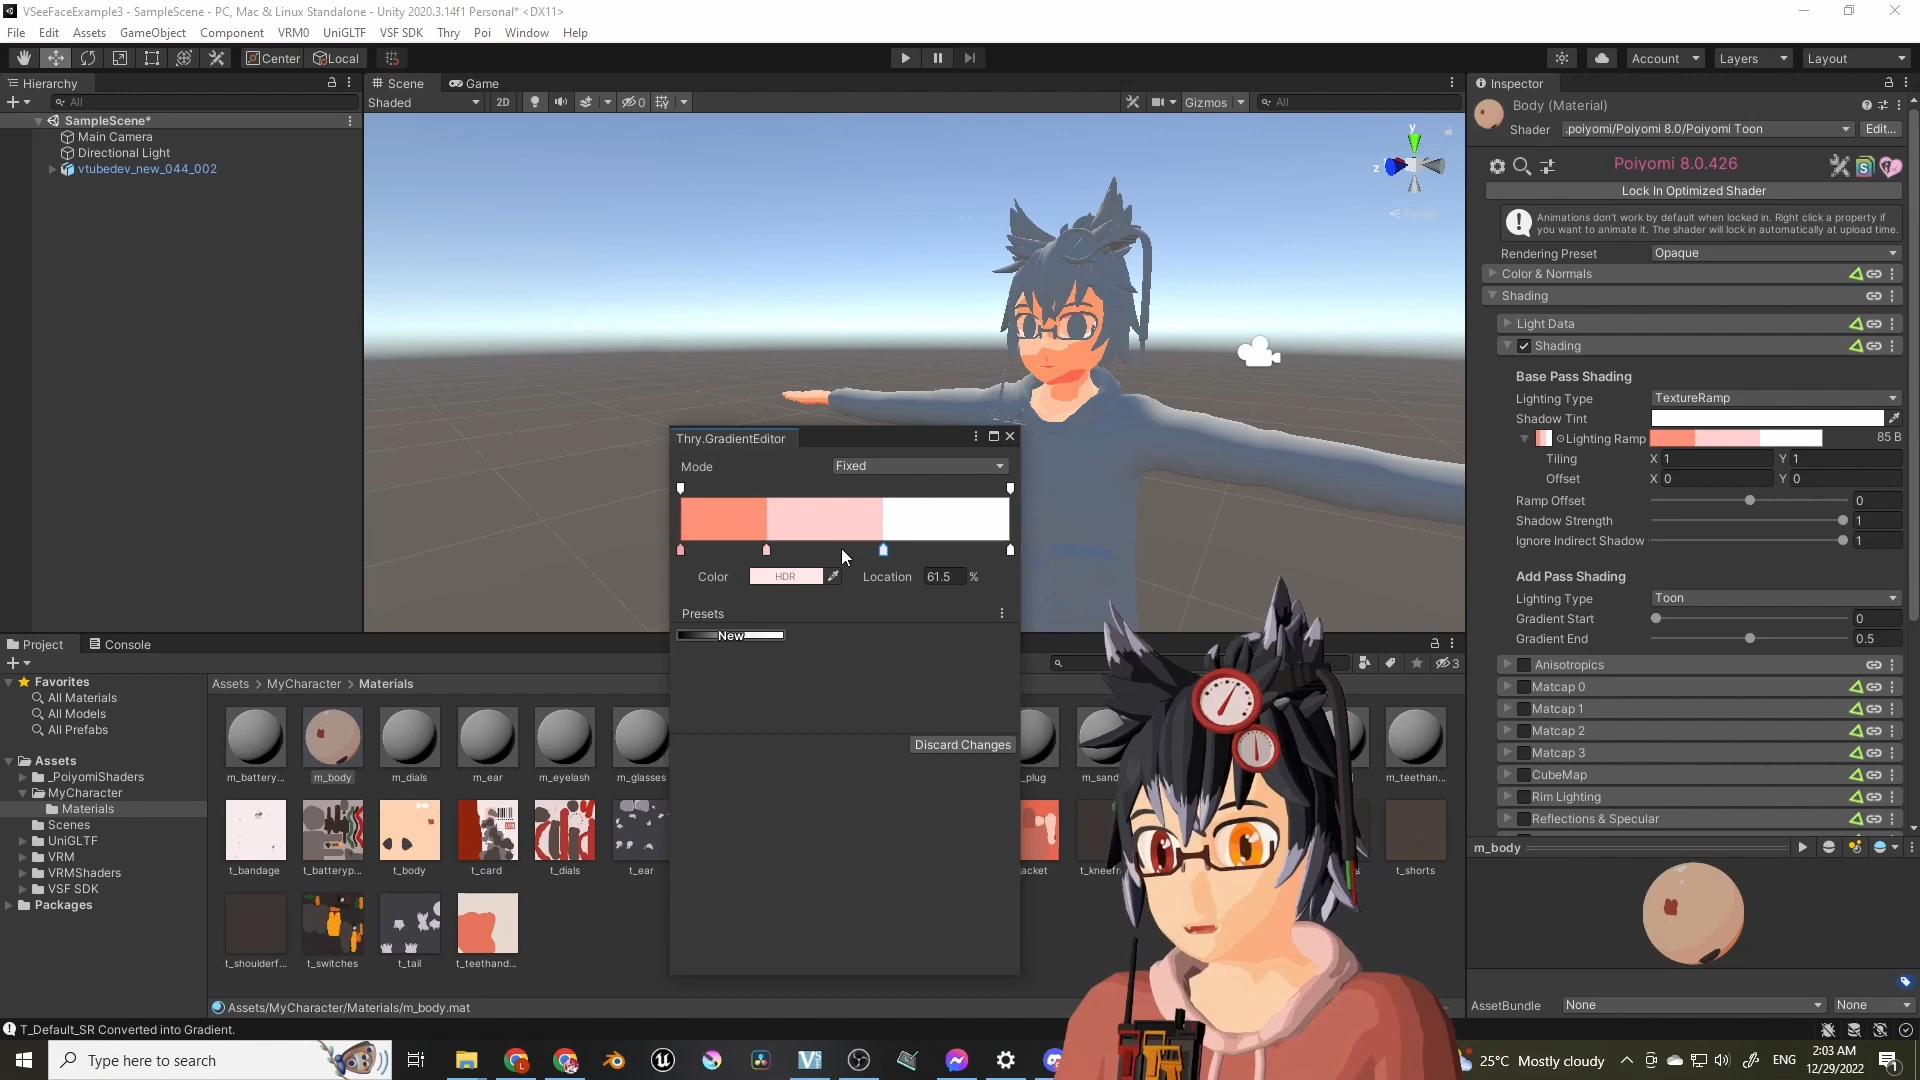 VSeeFaceExample3 - SampleScene - PC, Mac & Linux Standalone - Unity 2020.3.14f1 Personal* <DX11>
File Edit Assets GameObject Component VRM0 UniGLTF VSF SDK Thry Poi Window Help
Center Local Account Layers Layout
Hierarchy
All
SampleScene*
Main Camera
Directional Light
vtubedev_new_044_002
Scene Game
Shaded 2D 0 Gizmos All
y
z
Persp
Thry.GradientEditor
Mode Fixed
Color HDR Location 61.5 %
Presets
New
Discard Changes
Inspector
Body (Material)
Shader .poiyomi/Poiyomi 8.0/Poiyomi Toon Edit...
Poiyomi 8.0.426
Lock In Optimized Shader
Animations don't work by default when locked in. Right click a property if
you want to animate it. The shader will lock in automatically at upload time.
Rendering Preset Opaque
Color & Normals
Shading
Light Data
Shading
Base Pass Shading
Lighting Type TextureRamp
Shadow Tint
Lighting Ramp 85 B
Tiling X 1 Y 1
Offset X 0 Y 0
Ramp Offset 0
Shadow Strength 1
Ignore Indirect Shadow 1
Add Pass Shading
Lighting Type Toon
Gradient Start 0
Gradient End 0.5
Anisotropics
Matcap 0
Matcap 1
Matcap 2
Matcap 3
CubeMap
Rim Lighting
Reflections & Specular
m_body
AssetBundle None None
Project Console
3
Favorites
All Materials
All Models
All Prefabs
Assets
_PoiyomiShaders
MyCharacter
Materials
Scenes
UniGLTF
VRM
VRMShaders
VSF SDK
Packages
Assets > MyCharacter > Materials
m_battery... m_body m_dials m_ear m_eyelash m_glasses _plug m_sand m_teethan...
t_bandage t_batteryp... t_body t_card t_dials t_ear acket t_kneefr t_shorts
t_shoulderf... t_switches t_tail t_teethand...
Assets/MyCharacter/Materials/m_body.mat
T_Default_SR Converted into Gradient.
Type here to search
25°C Mostly cloudy ENG 2:03 AM
12/29/2022
1